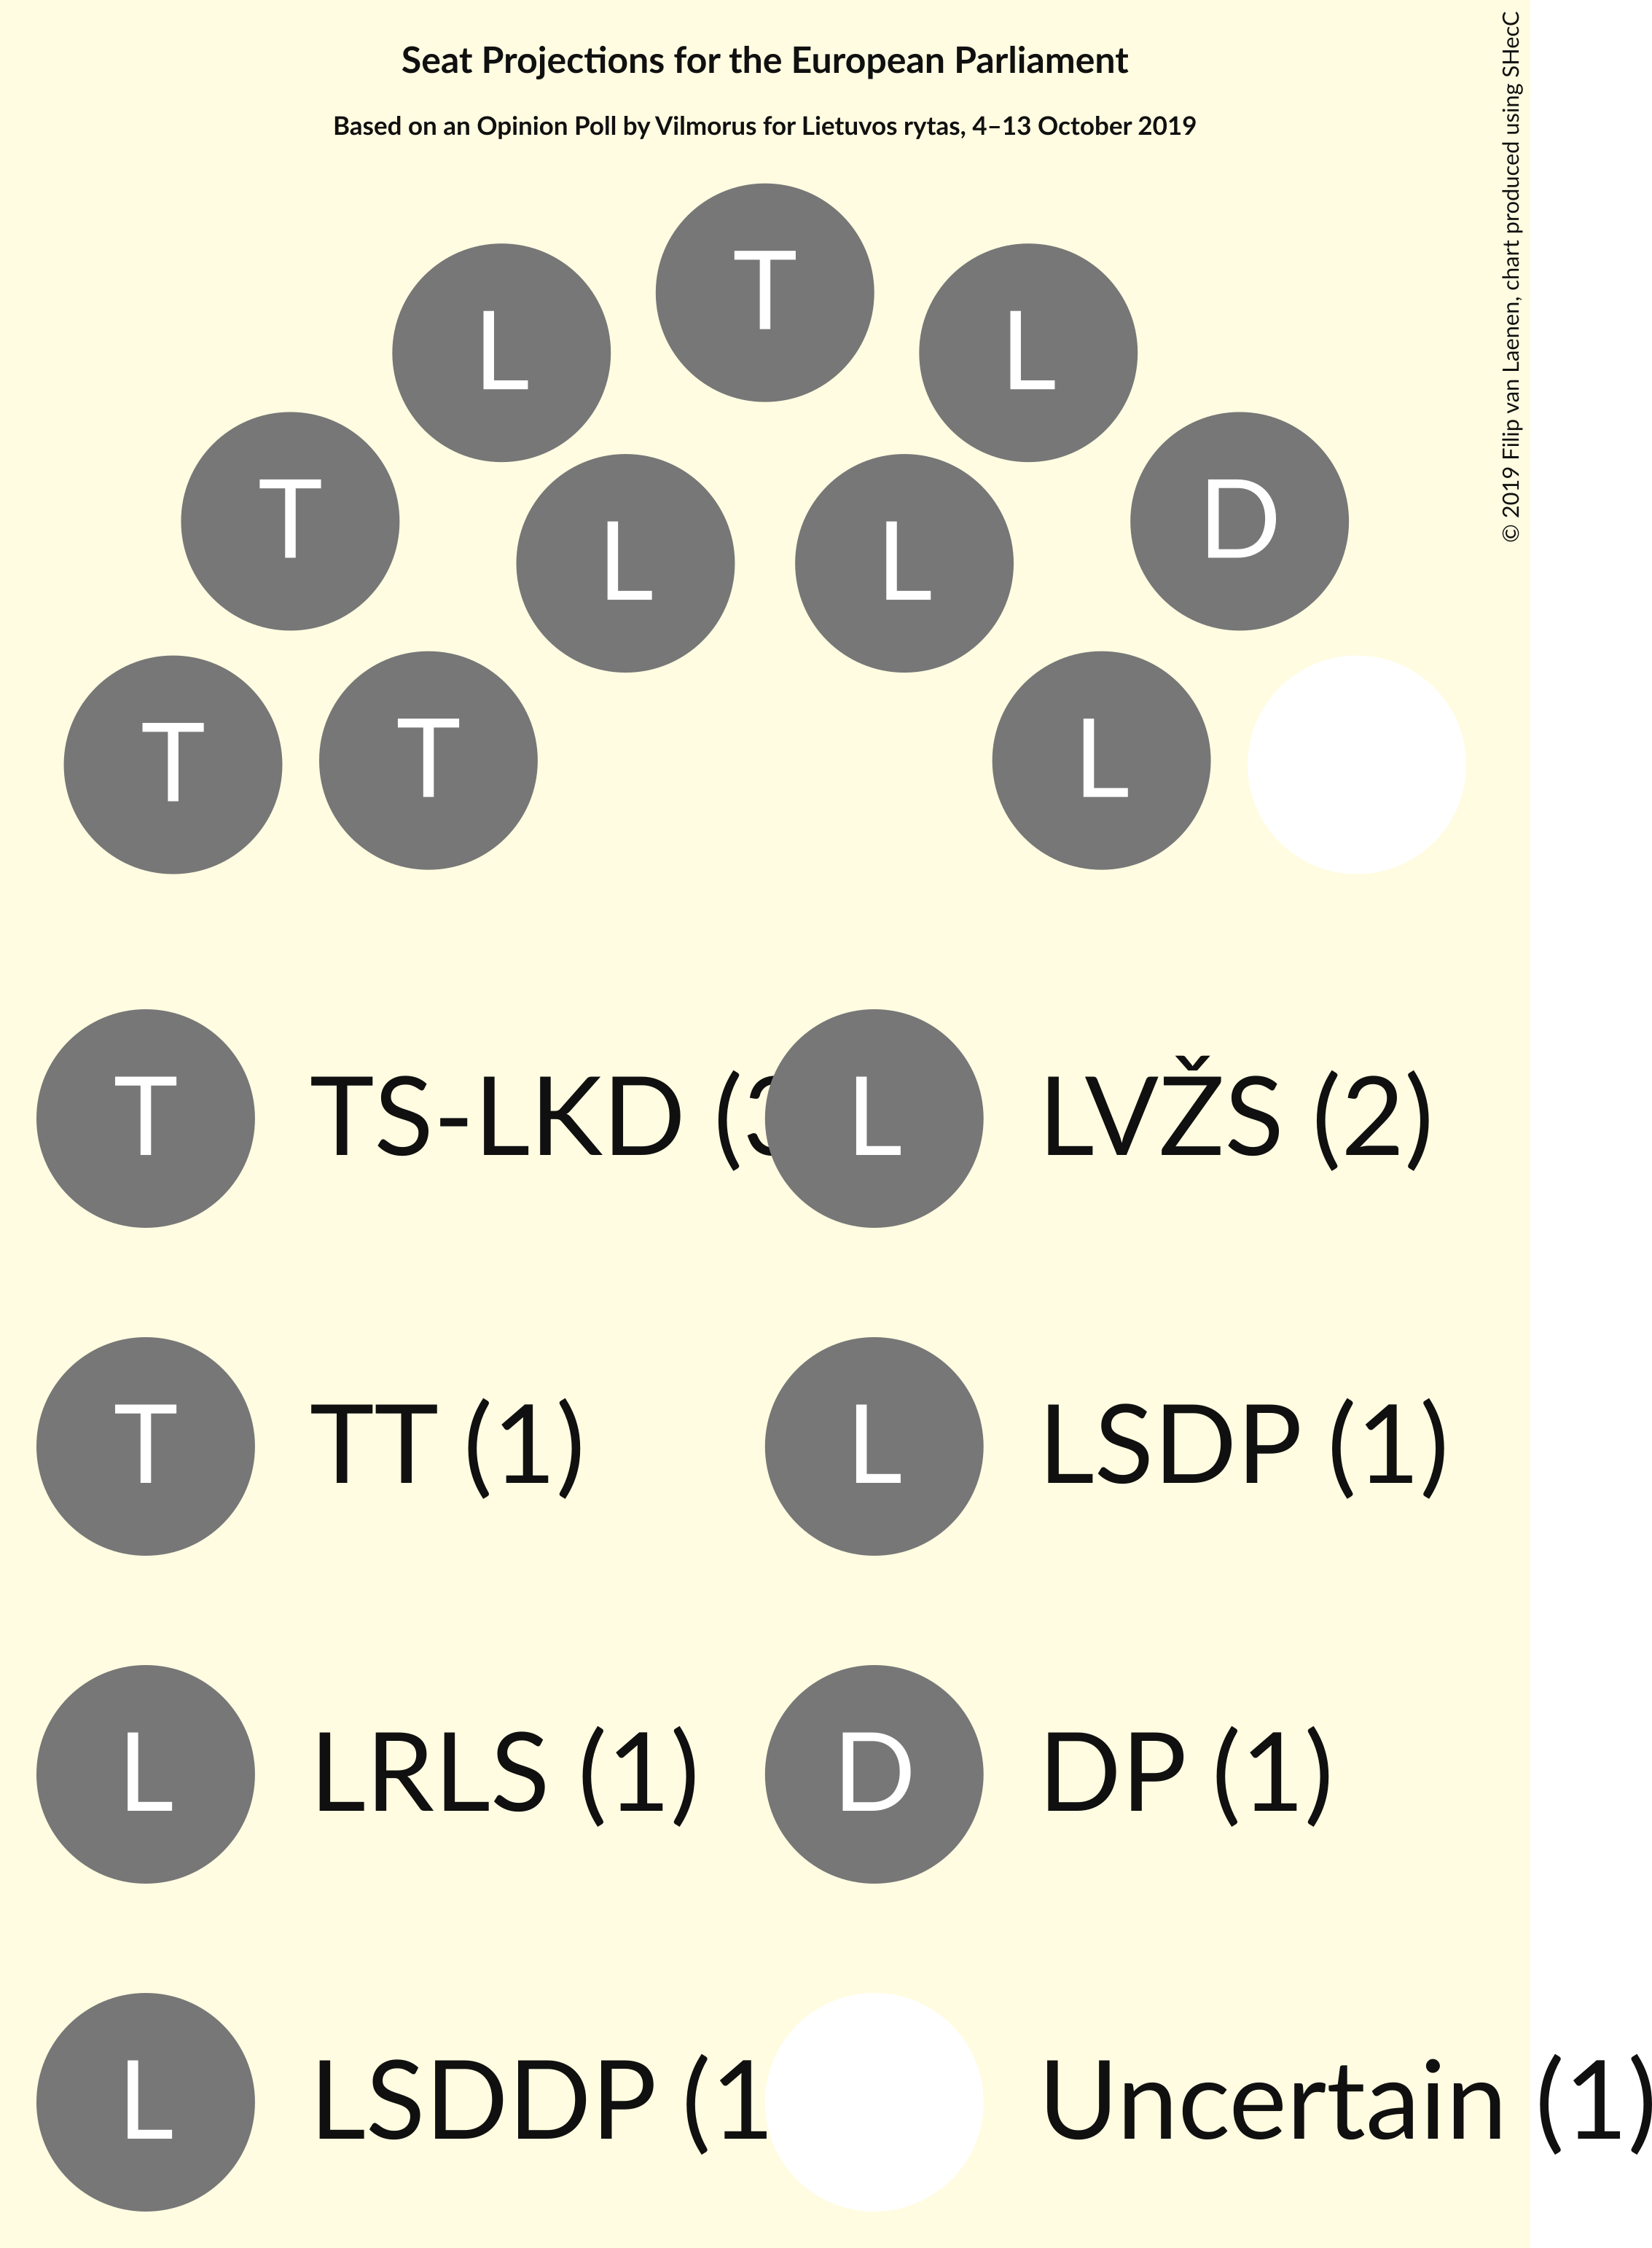 Seat Projections for the European Parliament
Based on an Opinion Poll by Vilmorus for Lietuvos rytas, 4–13 October 2019
© 2019 Filip van Laenen, chart produced using SHecC
T
L
L
T
L
L
D
T
T
L
L
T TS-LKD (3
L LVŽS (2)
T TT (1)
L LSDP (1)
L LRLS (1)
D DP (1)
L LSDDP (1
Uncertain (1)